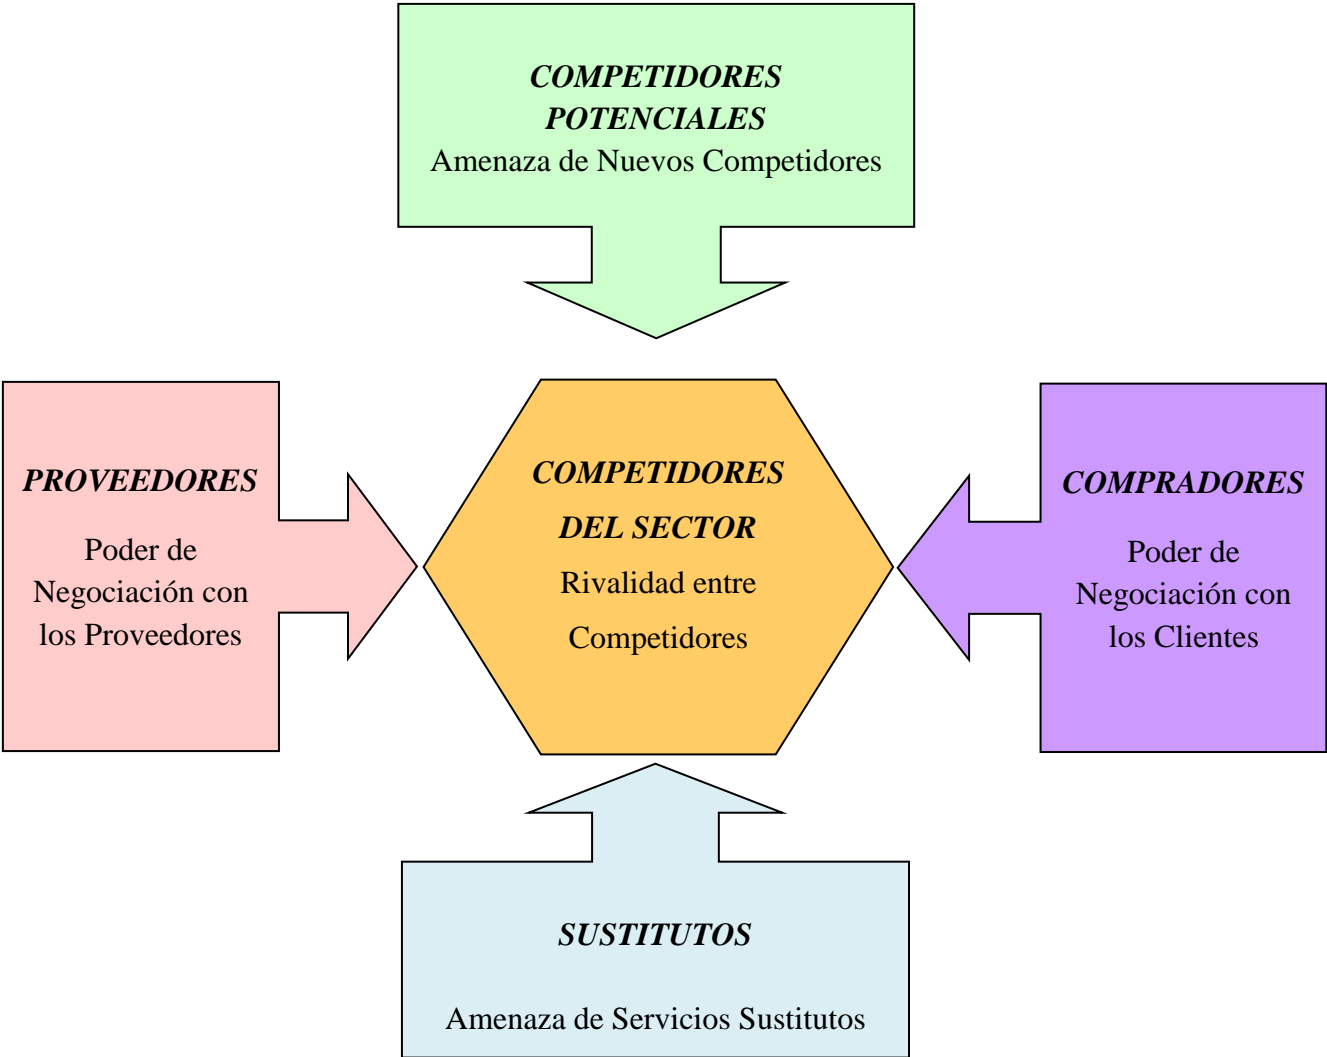 COMPETIDORES
POTENCIALES
Amenaza de Nuevos Competidores
PROVEEDORES
Poder de
Negociación con
los Proveedores
COMPETIDORES
DEL SECTOR
Rivalidad entre
Competidores
COMPRADORES
Poder de
Negociación con
los Clientes
SUSTITUTOS
Amenaza de Servicios Sustitutos